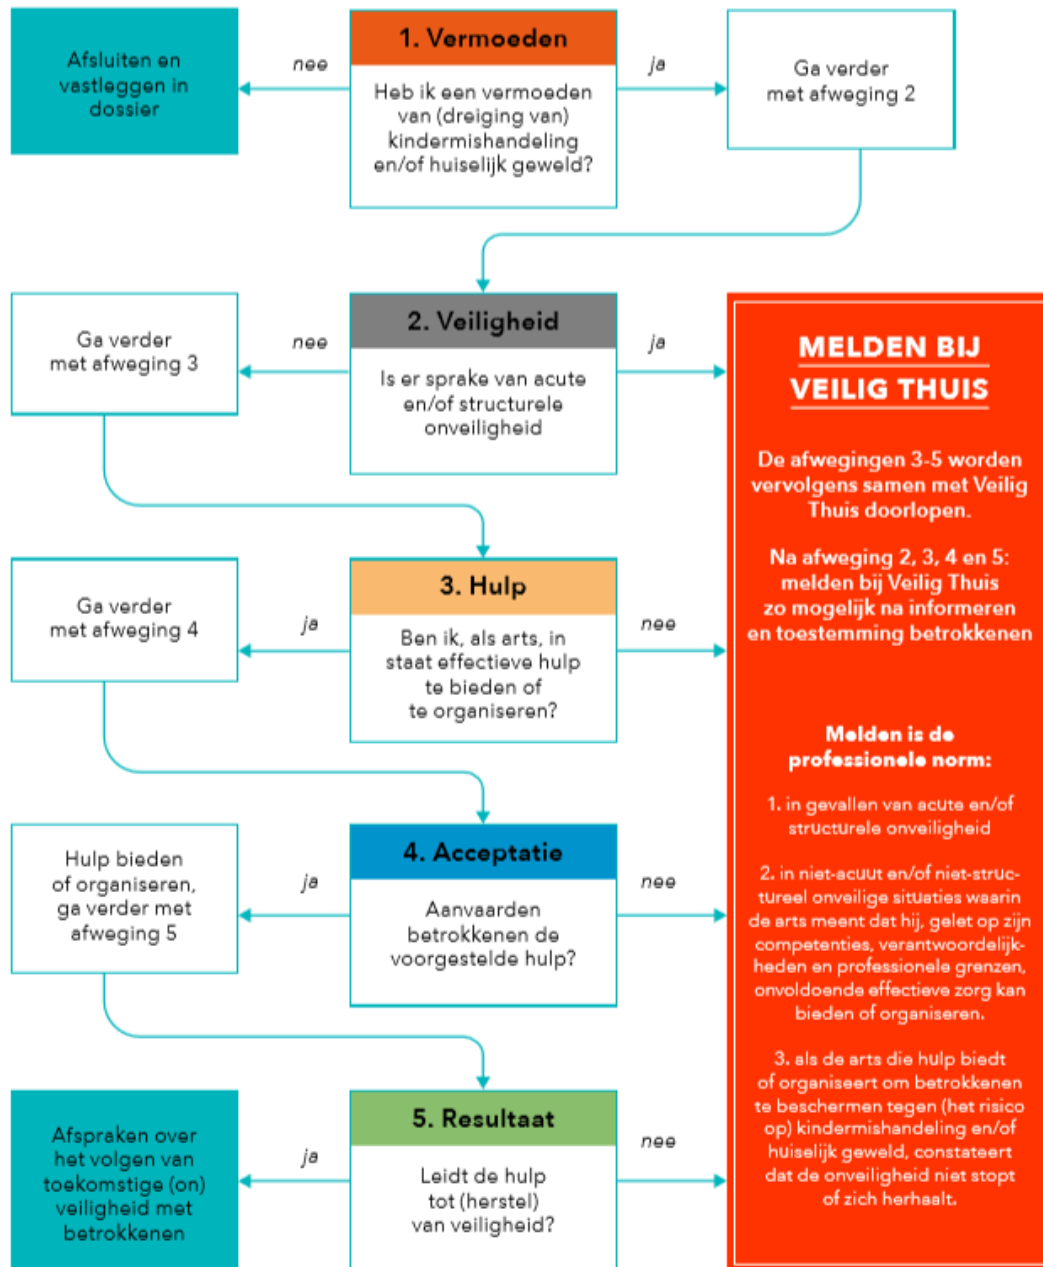 Afsluiten en
vastleggen in
dossier
nee
1. Vermoeden
Heb ik een vermoeden
van (dreiging van)
kindermishandeling
en/of huiselijk geweld?
ja
Ga verder
met afweging 2
Ga verder
met afweging 3
nee
2. Veiligheid
Is er sprake van acute
en/of structurele
onveiligheid
ja
Ga verder
met afweging 4
ja
3. Hulp
Ben ik, als arts, in
staat effectieve hulp
te bieden of
te organiseren?
nee
Hulp bieden
of organiseren,
ga verder met
afweging 5
ja
4. Acceptatie
Aanvaarden
betrokkenen de
voorgestelde hulp?
nee
Afspraken over
het volgen van
toekomstige (on)
veiligheid met
betrokkenen
ja
5. Resultaat
Leidt de hulp
tot (herstel)
van veiligheid?
nee
MELDEN BIJ
VEILIG THUIS
De afwegingen 3-5 worden
vervolgens samen met Veilig
Thuis doorlopen.
Na afweging 2, 3, 4 en 5:
melden bij Veilig Thuis
zo mogelijk na informeren
en toestemming betrokkenen
Melden is de
professionele norm:
1. in gevallen van acute en/of
structurele onveiligheid
2. in niet-acuut en/of niet-struc-
tureel onveilige situaties waarin
de arts meent dat hij, gelet op zijn
competenties, verantwoordelijk-
heden en professionele grenzen,
onvoldoende effectieve zorg kan
bieden of organiseren.
3. als de arts die hulp biedt
of organiseert om betrokkenen
te beschermen tegen (het risico
op) kindermishandeling en/of
huiselijk geweld, constateert
dat de onveiligheid niet stopt
of zich herhaalt.